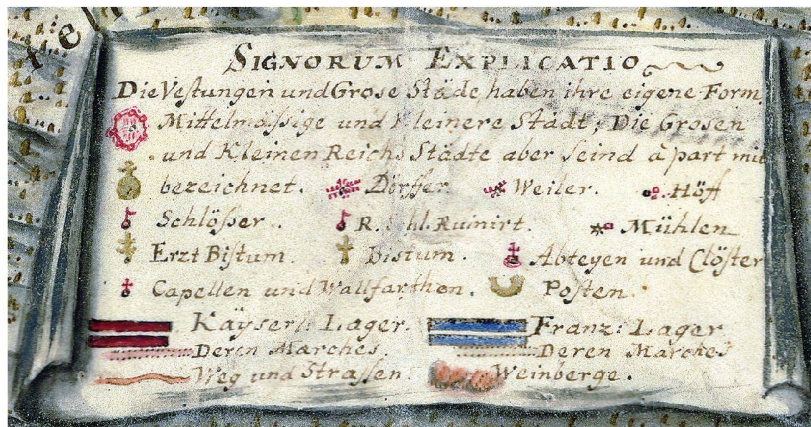 reh
SIGNORUM EXPLICATIO
Die Vestungen und Grose Städe, haben ihre eigene Form
Mittelmässige und kleinere Stadt; Die Grosen
und Kleinen Reichs Städte aber seind à part mit
bezeichnet. Dörffer. Weiler. Höff
Schlösser. R. Schl. Ruinirt. Mühlen
Ertzt Bistum. Bistum. Abteyen und Clöster
Capellen und Wallfarthen. Posten.
Käyserl: Lager. Franz: Lager
Deren Marches. Deren Marches
Weg und Strassen. Weinberge.